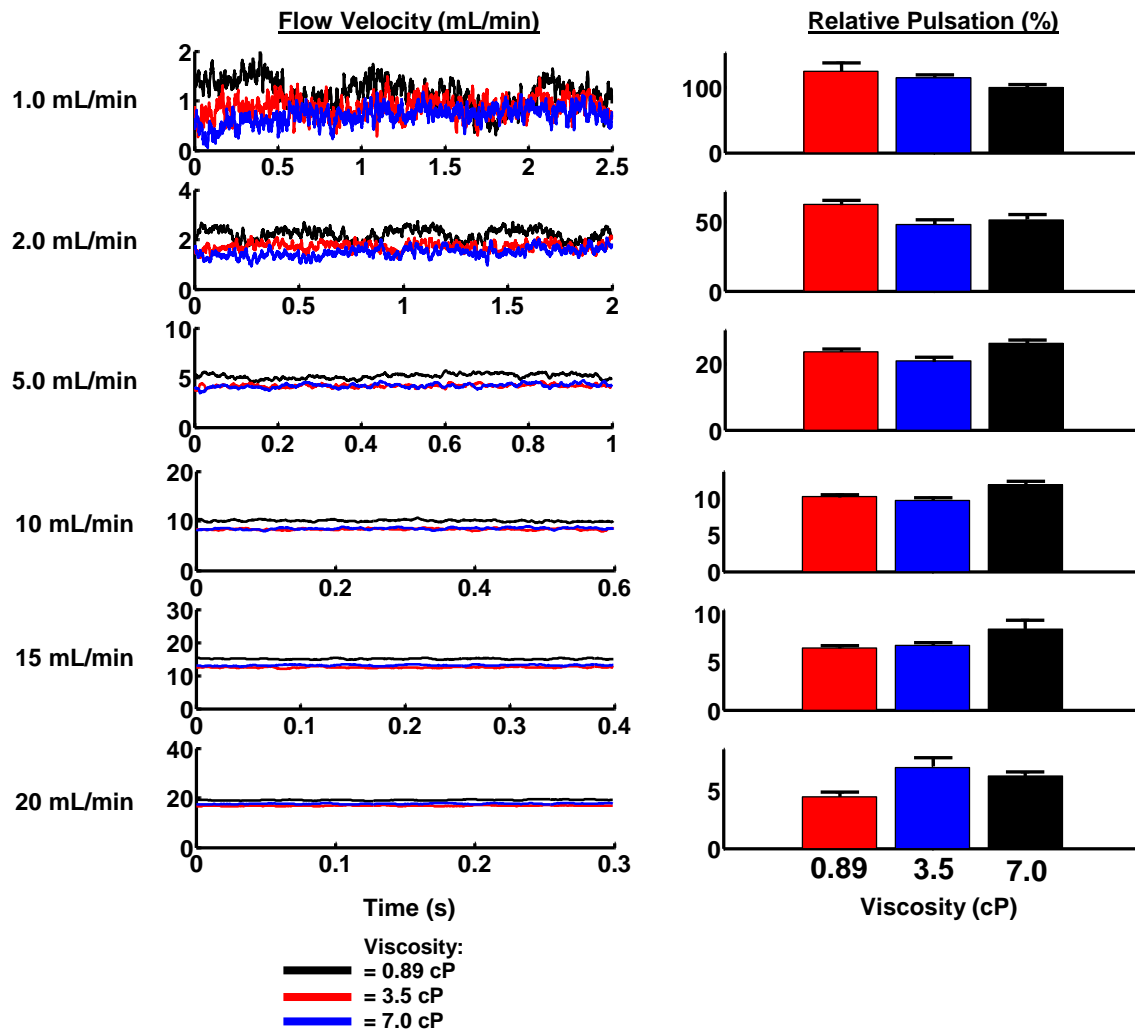 Flow Velocity (mL/min) Relative Pulsation (%)
1.0 mL/min
2
1
0
0 0.5 1 1.5 2 2.5
100
0
2.0 mL/min
4
2
0
0 0.5 1 1.5 2
50
0
5.0 mL/min
10
5
0
0 0.2 0.4 0.6 0.8 1
20
0
10 mL/min
20
10
0
0 0.2 0.4 0.6
10
5
0
15 mL/min
30
20
10
0
0 0.1 0.2 0.3 0.4
10
5
0
20 mL/min
40
20
0
0 0.1 0.2 0.3
5
0
0.89 3.5 7.0
Time (s)
Viscosity (cP)
Viscosity:
= 0.89 cP
= 3.5 cP
= 7.0 cP